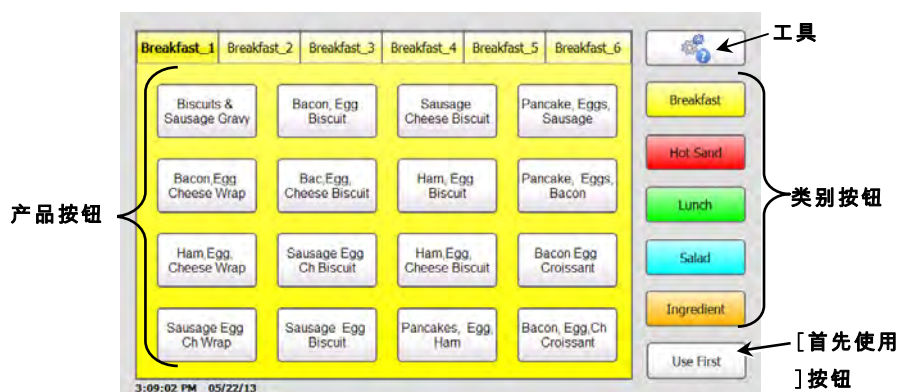 工具
Breakfast_1 Breakfast_2 Breakfast_3 Breakfast_4 Breakfast_5 Breakfast_6
Biscuits &
Sausage Gravy
Bacon, Egg
Biscuit
Sausage
Cheese Biscuit
Pancake, Eggs,
Sausage
Breakfast
Hot Sand
Bacon,Egg
Cheese Wrap
Bac,Egg,
Cheese Biscuit
Ham, Egg
Biscuit
Pancake, Eggs,
Bacon
产品按钮
类别按钮
Lunch
Ham,Egg,
Cheese Wrap
Sausage Egg
Ch Biscuit
Ham,Egg,
Cheese Biscuit
Bacon Egg
Croissant
Salad
Ingredient
Sausage Egg
Ch Wrap
Sausage Egg
Biscuit
Pancakes, Egg,
Ham
Bacon, Egg,Ch
Croissant
Use First
[首先使用
]按钮
3:09:02 PM 05/22/13